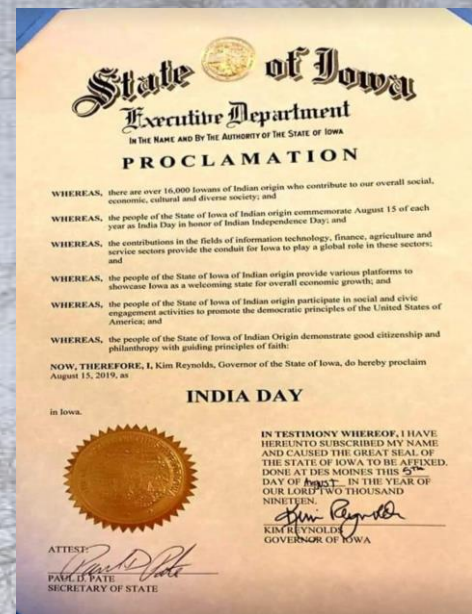 State of Iowa
Executive Department
IN THE NAME AND BY THE AUTHORITY OF THE STATE OF IOWA
PROCLAMATION
WHEREAS, there are over 16,000 Iowans of Indian origin who contribute to our overall social,
economic, cultural and diverse society; and
WHEREAS, the people of the State of Iowa of Indian origin commemorate August 15 of each
year as India Day in honor of Indian Independence Day; and
WHEREAS, the contributions in the fields of information technology, finance, agriculture and
service sectors provide the conduit for Iowa to play a global role in these sectors;
and
WHEREAS, the people of the State of Iowa of Indian origin provide various platforms to
showcase Iowa as a welcoming state for overall economic growth; and
WHEREAS, the people of the State of Iowa of Indian origin participate in social and civic
engagement activities to promote the democratic principles of the United States of
America; and
WHEREAS, the people of the State of Iowa of Indian Origin demonstrate good citizenship and
philanthropy with guiding principles of faith:
NOW, THEREFORE, I, Kim Reynolds, Governor of the State of Iowa, do hereby proclaim
August 15, 2019, as
INDIA DAY
in Iowa.
IN TESTIMONY WHEREOF, I HAVE
HEREUNTO SUBSCRIBED MY NAME
AND CAUSED THE GREAT SEAL OF
THE STATE OF IOWA TO BE AFFIXED.
DONE AT DES MOINES THIS 5th
DAY OF August IN THE YEAR OF
OUR LORD TWO THOUSAND
NINETEEN.
Kim Reynolds
KIM REYNOLDS
GOVERNOR OF IOWA
ATTEST:
Paul D. Pate
PAUL D. PATE
SECRETARY OF STATE